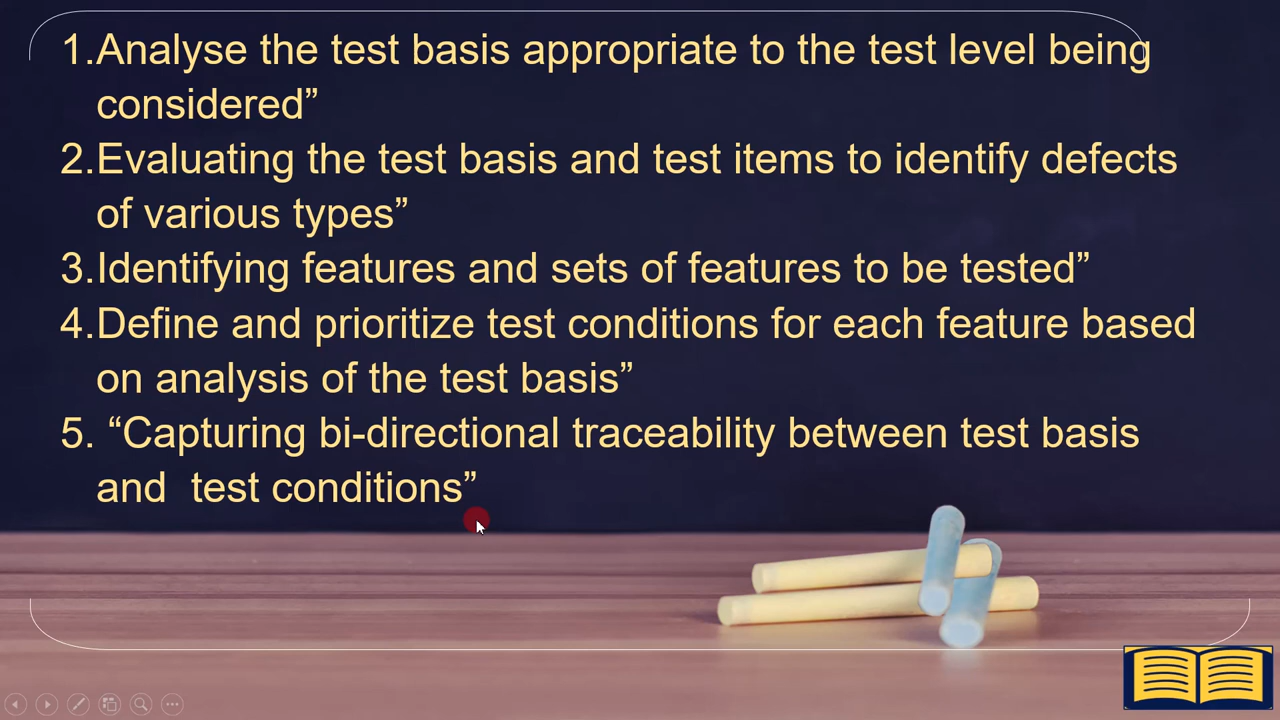 1.Analyse the test basis appropriate to the test level being
considered”
2.Evaluating the test basis and test items to identify defects
of various types”
3.Identifying features and sets of features to be tested”
4.Define and prioritize test conditions for each feature based
on analysis of the test basis”
5. “Capturing bi-directional traceability between test basis
and  test conditions”